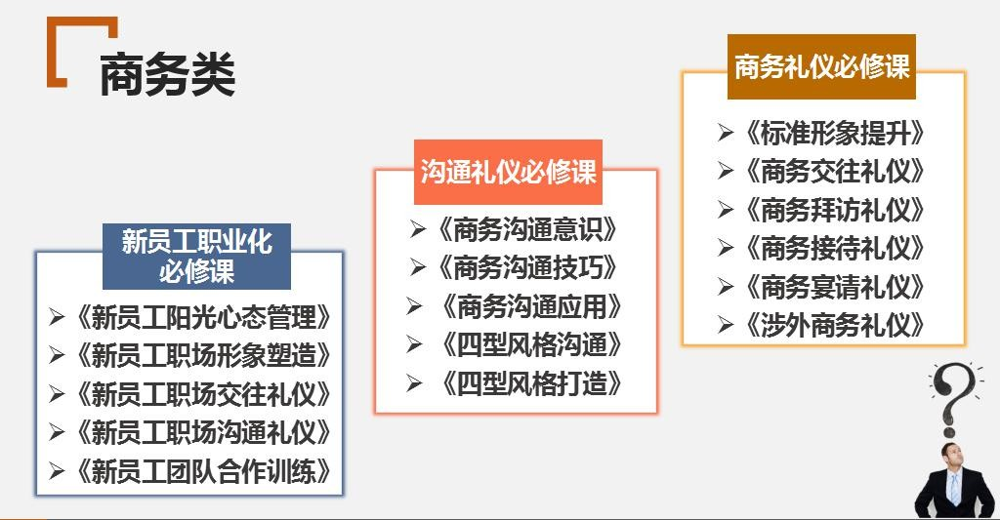 商务类
新员工职业化
必修课
《新员工阳光心态管理》
《新员工职场形象塑造》
《新员工职场交往礼仪》
《新员工职场沟通礼仪》
《新员工团队合作训练》
沟通礼仪必修课
《商务沟通意识》
《商务沟通技巧》
《商务沟通应用》
《四型风格沟通》
《四型风格打造》
商务礼仪必修课
《标准形象提升》
《商务交往礼仪》
《商务拜访礼仪》
《商务接待礼仪》
《商务宴请礼仪》
《涉外商务礼仪》